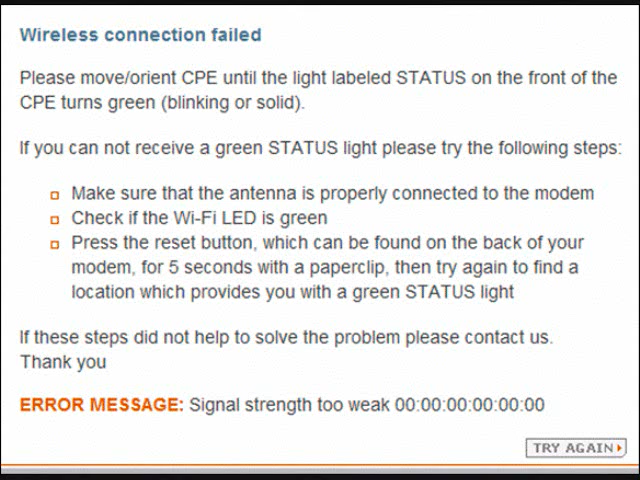 Wireless connection failed
Please move/orient CPE until the light labeled STATUS on the front of the
CPE turns green (blinking or solid).
If you can not receive a green STATUS light please try the following steps:
Make sure that the antenna is properly connected to the modem
Check if the Wi-Fi LED is green
Press the reset button, which can be found on the back of your
modem, for 5 seconds with a paperclip, then try again to find a
location which provides you with a green STATUS light
If these steps did not help to solve the problem please contact us.
Thank you
ERROR MESSAGE: Signal strength too weak 00:00:00:00:00:00
TRY AGAIN